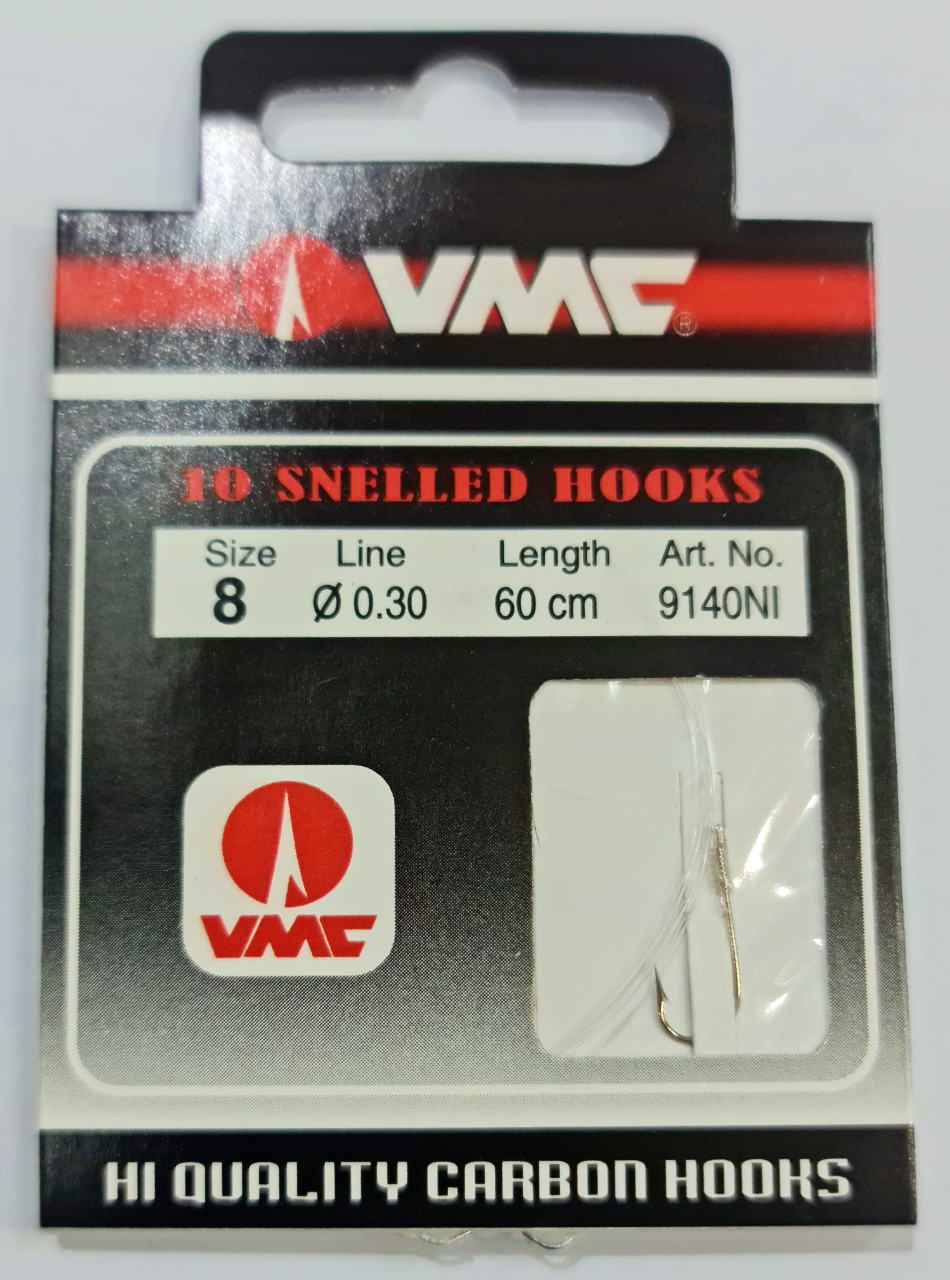 VMC®
10 SNELLED HOOKS
Size Line Length Art. No.
8 Ø 0.30 60 cm 9140NI
VMC
HI QUALITY CARBON HOOKS